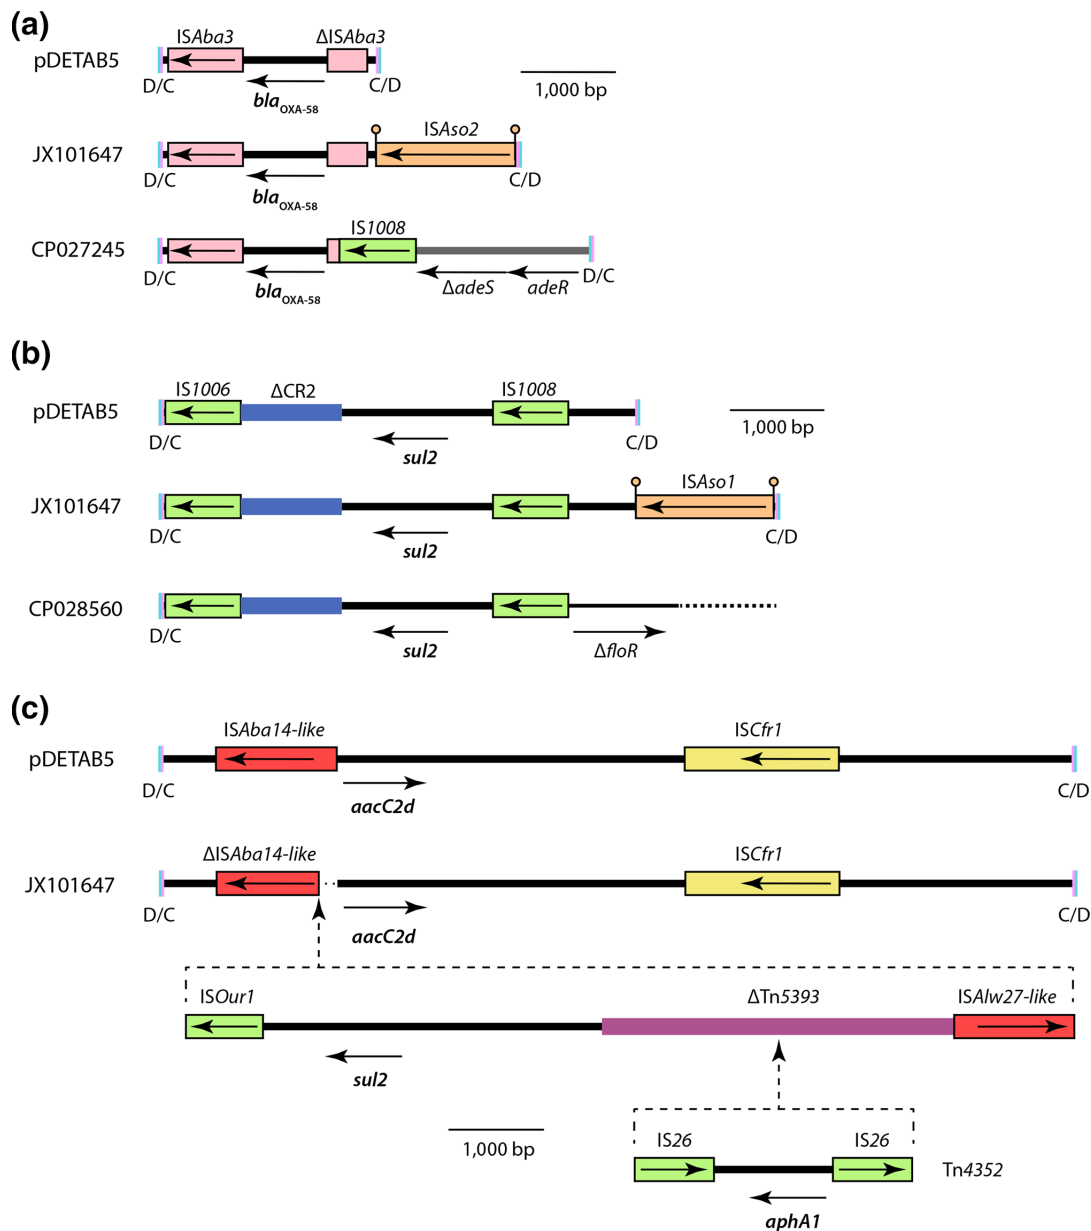 (a)
ISAba3 ΔISAba3
pDETAB5
D/C C/D
blaOXA-58
1,000 bp
ISAso2
JX101647
D/C C/D
blaOXA-58
IS1008
CP027245
D/C D/C
blaOXA-58 ΔadeS adeR
(b)
IS1006 ΔCR2 IS1008
pDETAB5
D/C C/D
sul2
1,000 bp
ISAso1
JX101647
D/C C/D
sul2
CP028560
D/C
sul2 ΔfloR
(c)
ISAba14-like ISCfr1
pDETAB5
D/C C/D
aacC2d
ΔISAba14-like ISCfr1
JX101647
D/C C/D
aacC2d
ISOur1 ΔTn5393 ISAlw27-like
sul2
1,000 bp
IS26 IS26
Tn4352
aphA1